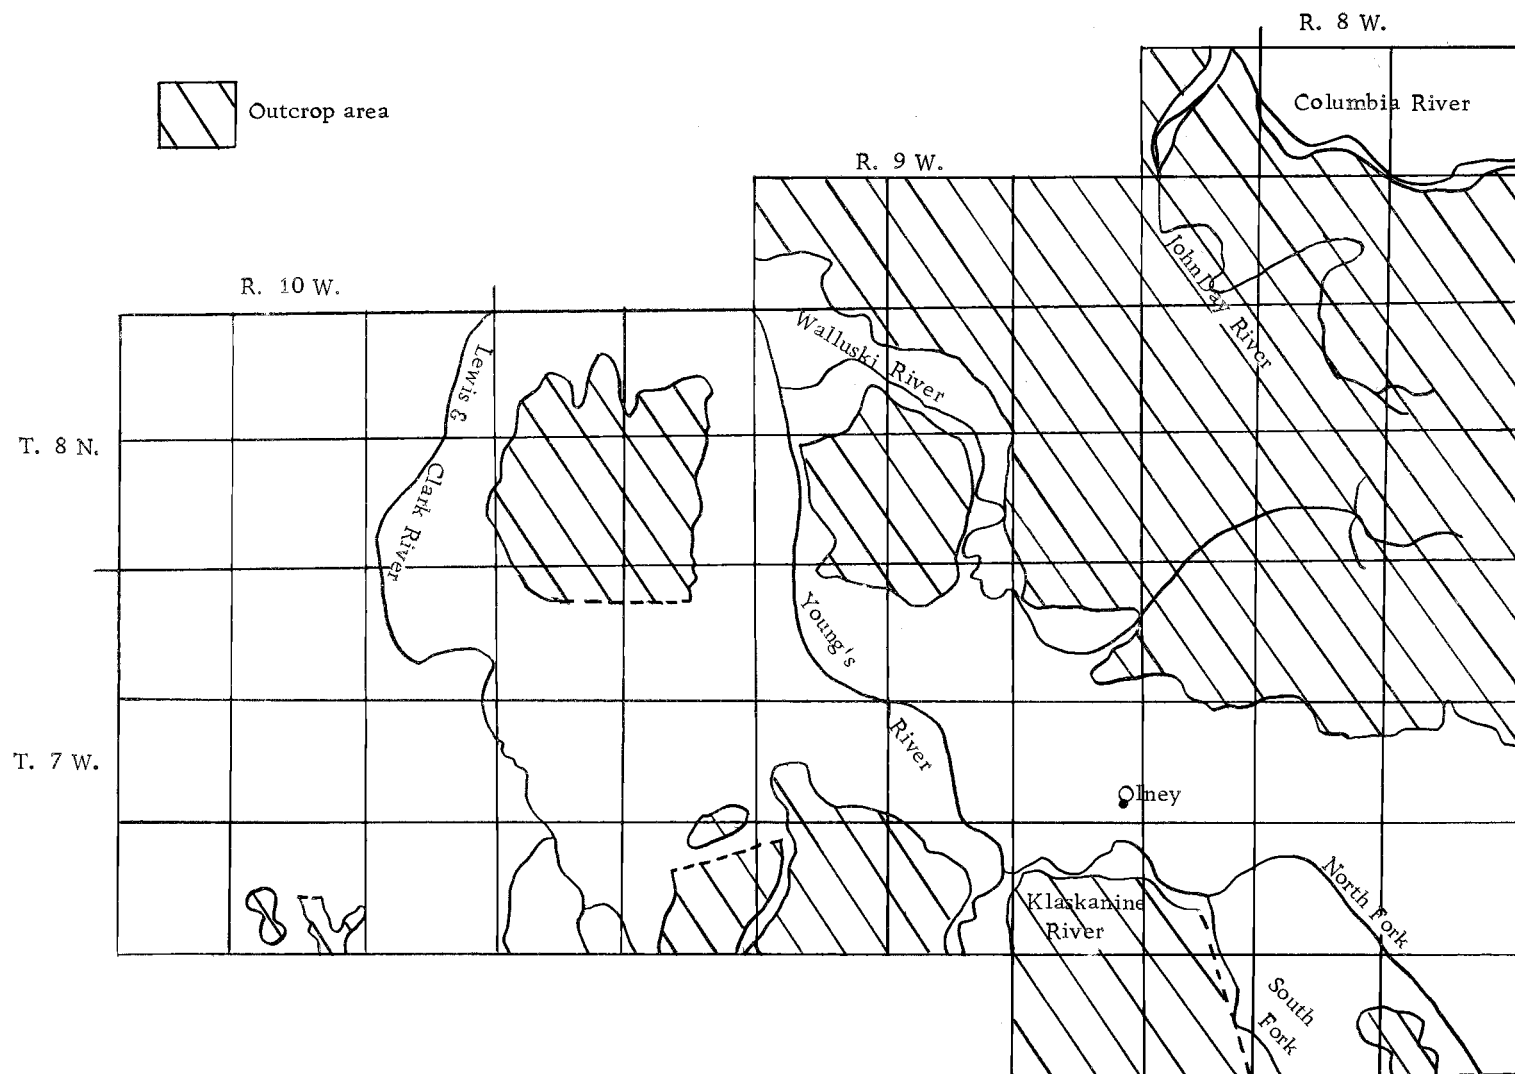 R. 8 W.
Outcrop area
Columbia River
R. 9 W.
John Day River
R. 10 W.
Walluski River
Lewis &
Clark River
T. 8 N.
Young's
River
T. 7 W.
Olney
Klaskanine
River
North Fork
South
Fork